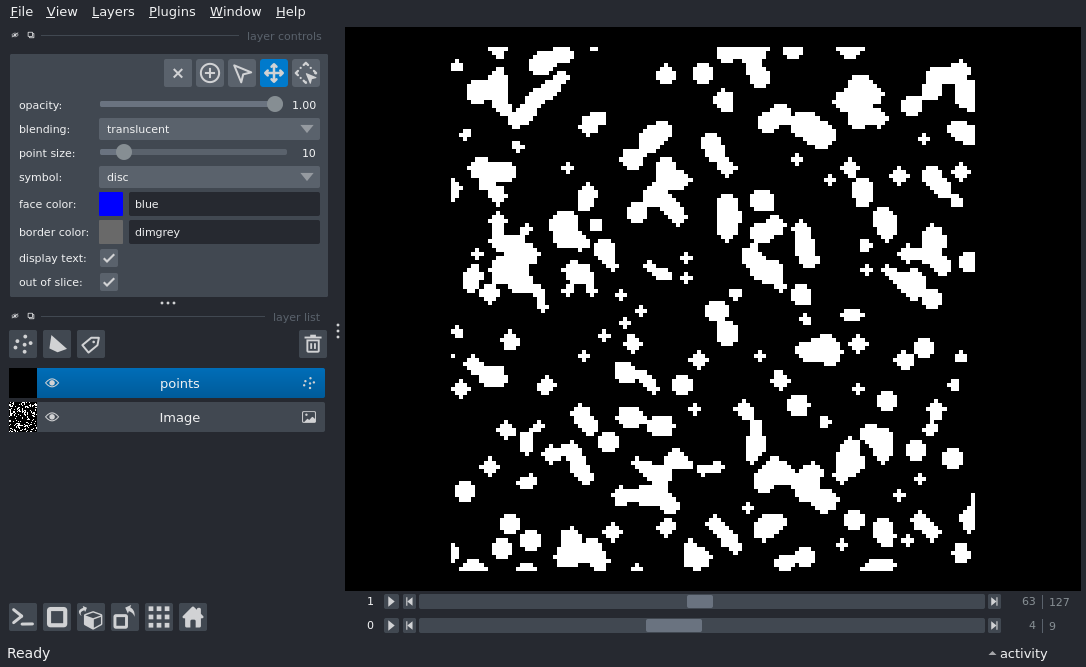 File View Layers Plugins Window Help
layer controls
opacity: 1.00
blending: translucent
point size: 10
symbol: disc
face color: blue
border color: dimgrey
display text:
out of slice:
layer list
points
Image
1 63 127
0 4 9
Ready activity